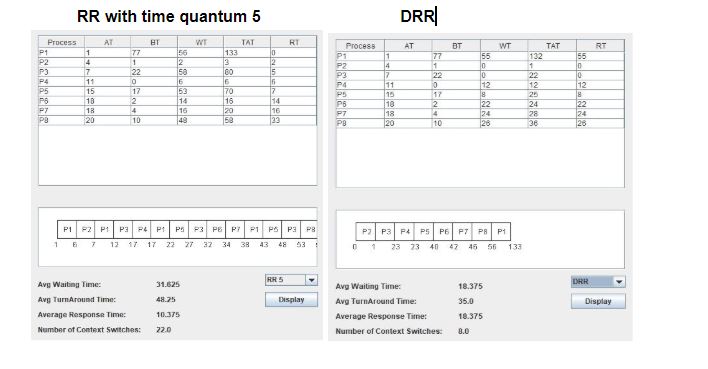 RR with time quantum 5
Process AT BT WT TAT RT
P1 1 77 56 133 0
P2 4 1 2 3 2
P3 7 22 58 80 5
P4 11 0 6 6 6
P5 15 17 53 70 7
P6 18 2 14 16 14
P7 18 4 16 20 16
P8 20 10 48 58 33
P1 P2 P1 P3 P4 P1 P5 P3 P6 P7 P1 P5 P3 P8
1 6 7 12 17 17 22 27 32 34 38 43 48 53
RR 5
Avg Waiting Time: 31.625
Avg TurnAround Time: 48.25
Display
Average Response Time: 10.375
Number of Context Switches: 22.0
DRR
Process AT BT WT TAT RT
P1 1 77 55 132 55
P2 4 1 0 1 0
P3 7 22 0 22 0
P4 11 0 12 12 12
P5 15 17 8 25 8
P6 18 2 22 24 22
P7 18 4 24 28 24
P8 20 10 26 36 26
P2 P3 P4 P5 P6 P7 P8 P1
0 1 23 23 40 42 46 56 133
DRR
Avg Waiting Time: 18.375
Avg TurnAround Time: 35.0
Display
Average Response Time: 18.375
Number of Context Switches: 8.0